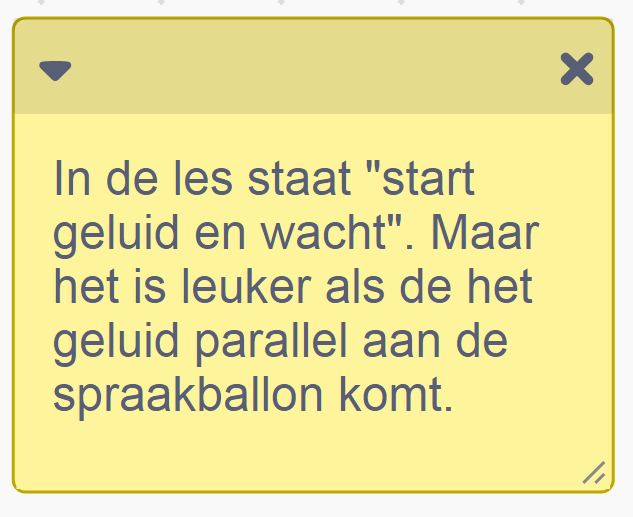 In de les staat "start
geluid en wacht". Maar
het is leuker als de het
geluid parallel aan de
spraakballon komt.